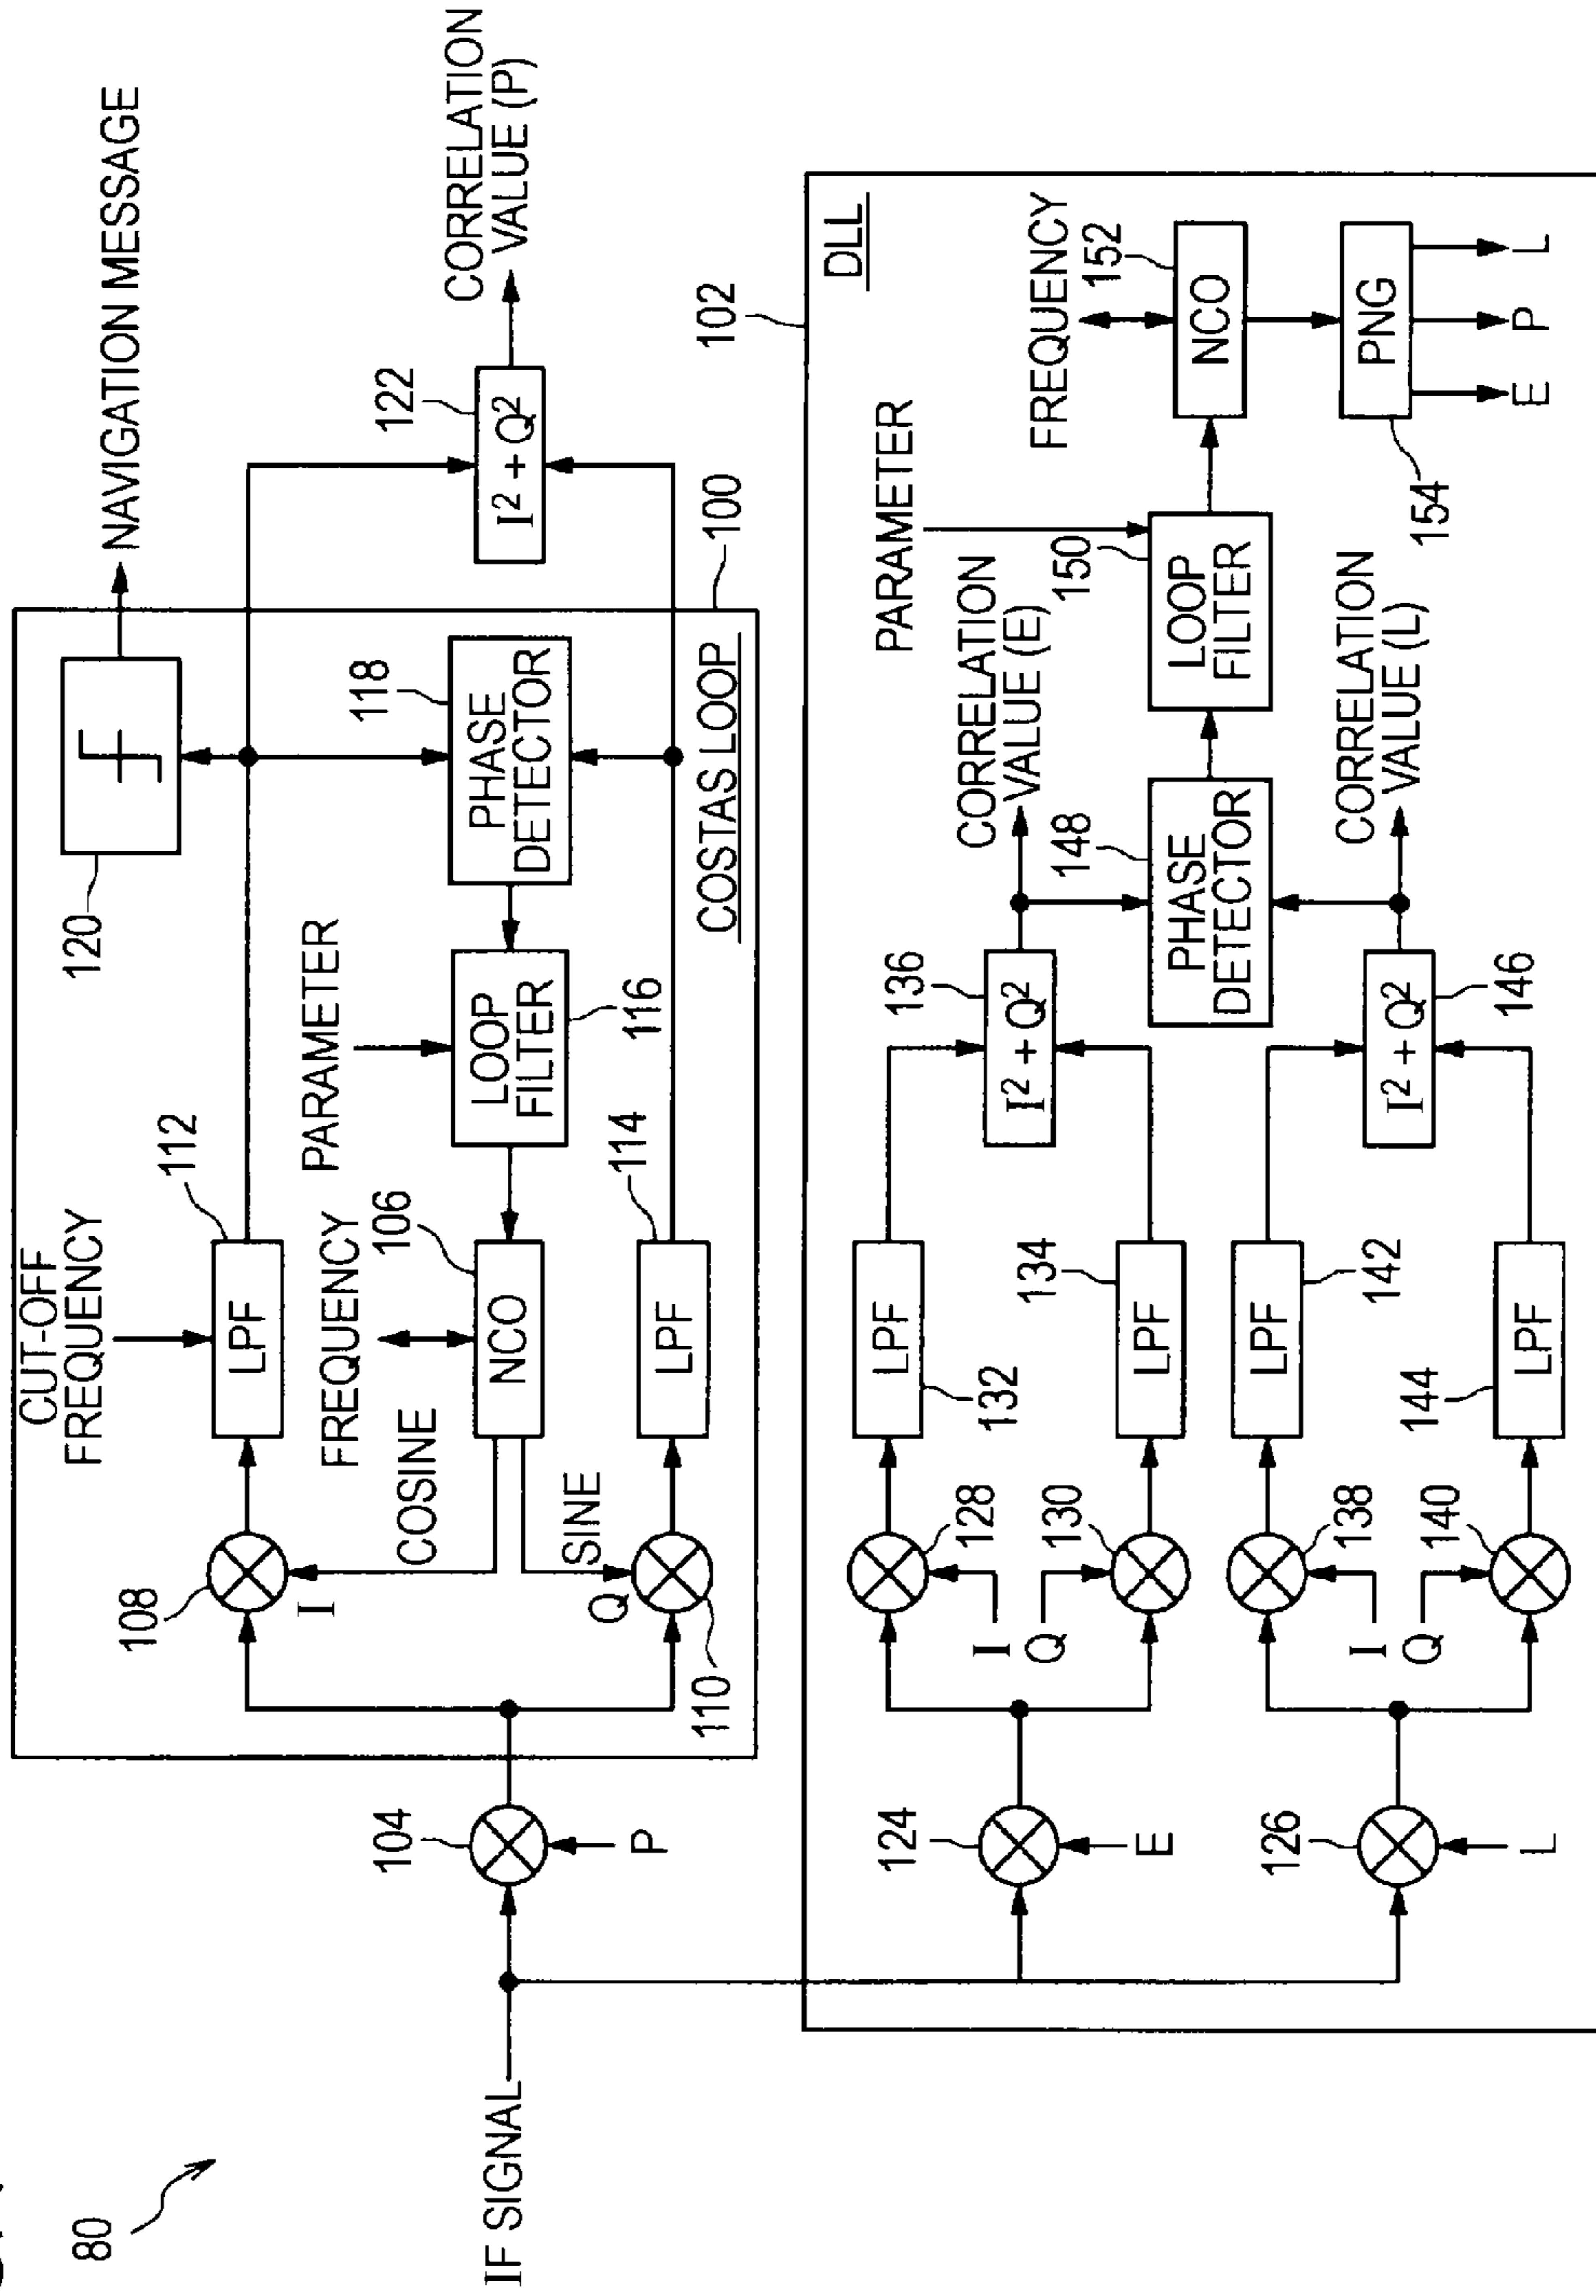 80
IF SIGNAL
104
P
COSTAS LOOP
100
108
I
COSINE
SINE
Q
110
CUT-OFF
FREQUENCY
LPF
112
FREQUENCY
106
NCO
LPF
114
PARAMETER
LOOP
FILTER
116
PHASE
DETECTOR
118
120
NAVIGATION MESSAGE
122
I² + Q²
CORRELATION
VALUE (P)
102
DLL
124
E
126
L
128
I
Q
130
138
I
Q
140
LPF
132
LPF
134
LPF
142
LPF
144
136
I² + Q²
I² + Q²
146
CORRELATION
VALUE (E)
148
PHASE
DETECTOR
CORRELATION
VALUE (L)
PARAMETER
150
LOOP
FILTER
FREQUENCY
152
NCO
PNG
154
E
P
L